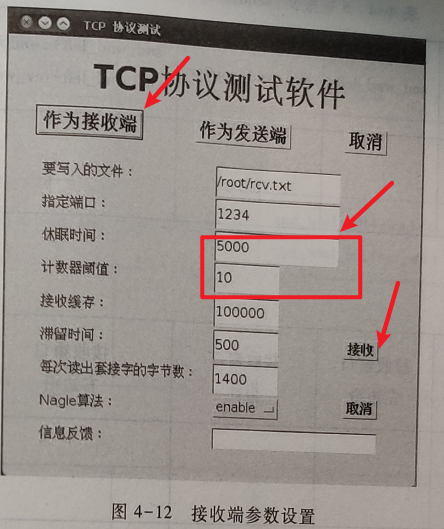 TCP 协议测试
TCP协议测试软件
作为接收端 作为发送端 取消
要写入的文件： /root/rcv.txt
指定端口： 1234
休眠时间： 5000
计数器阈值： 10
接收缓存： 100000
滞留时间： 500 接收
每次读出套接字的字节数： 1400
Nagle算法： enable 取消
信息反馈：
图 4-12 接收端参数设置